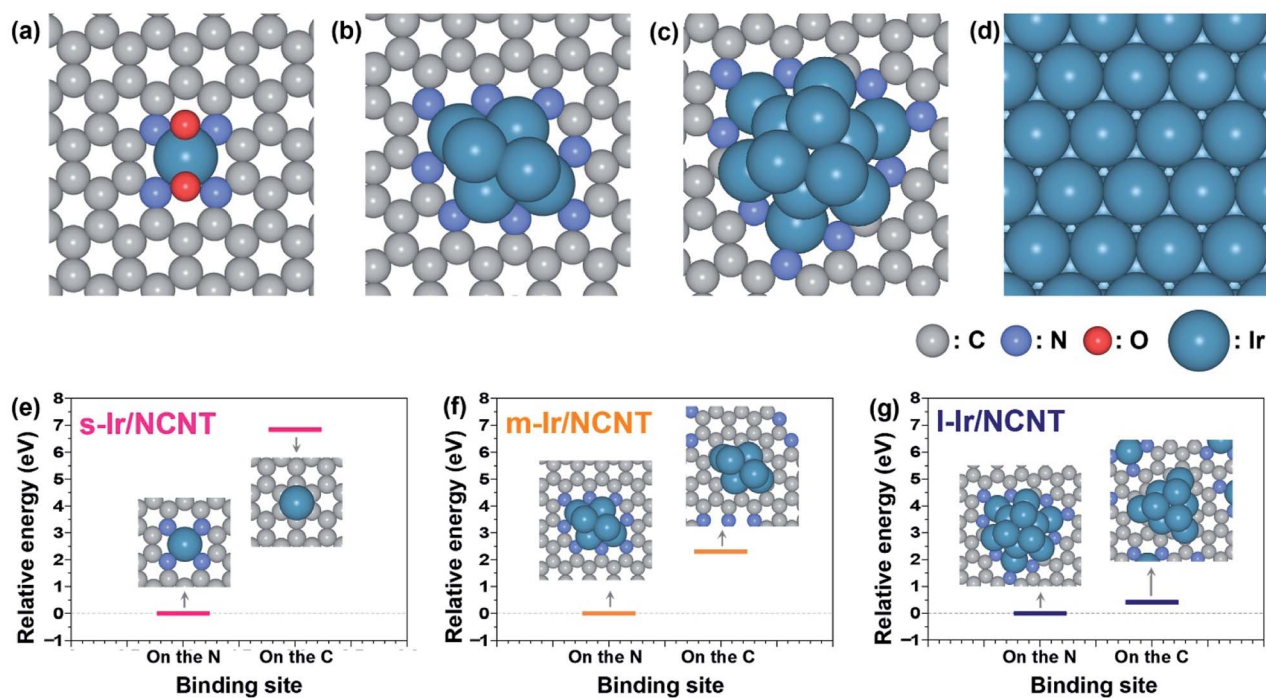 (a)
(b)
(c)
(d)
: C : N : O : Ir
(e)
s-Ir/NCNT
Relative energy (eV)
8
7
6
5
4
3
2
1
0
–1
On the N On the C
Binding site
(f)
m-Ir/NCNT
Relative energy (eV)
8
7
6
5
4
3
2
1
0
–1
On the N On the C
Binding site
(g)
l-Ir/NCNT
Relative energy (eV)
8
7
6
5
4
3
2
1
0
–1
On the N On the C
Binding site